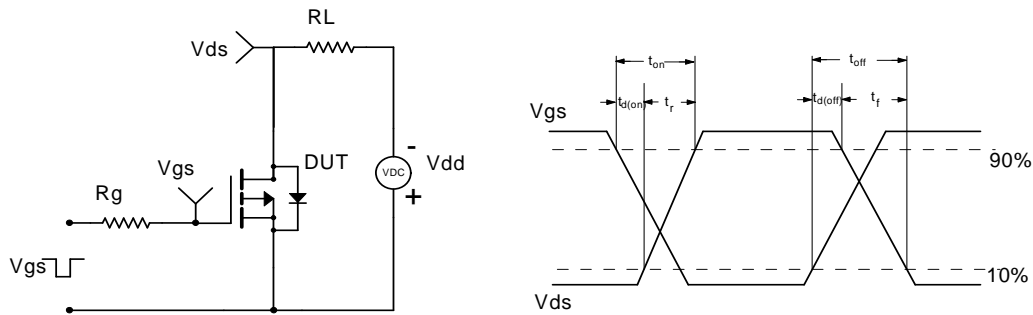 RL
Vds
Vgs
DUT
-
VDC
Vdd
+
Rg
Vgs
ton
toff
td(on)
tr
td(off)
tf
Vgs
90%
10%
Vds